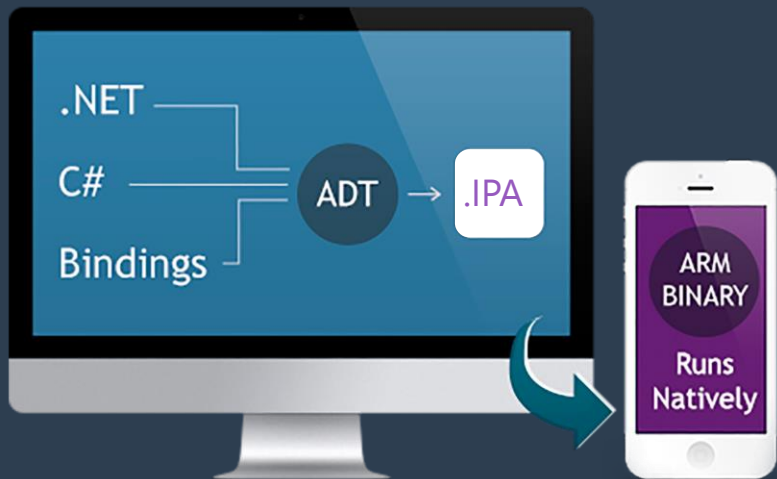 .NET
C#
Bindings
ADT
.IPA
ARM
BINARY
Runs
Natively